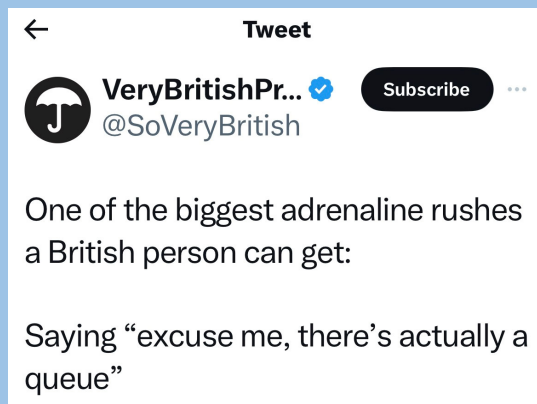 Tweet
VeryBritishPr...
Subscribe
@SoVeryBritish
One of the biggest adrenaline rushes
a British person can get:
Saying “excuse me, there’s actually a
queue”